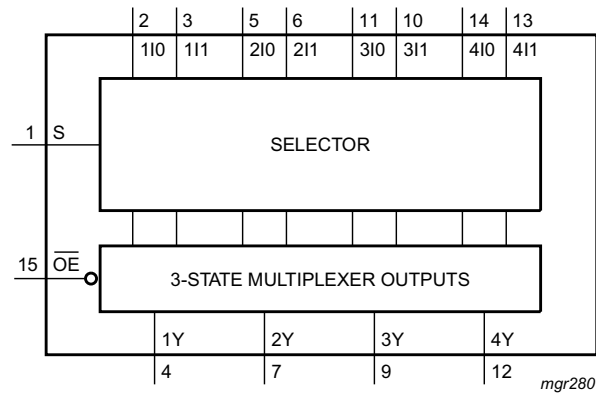 2 3 5 6 11 10 14 13
1I0 1I1 2I0 2I1 3I0 3I1 4I0 4I1
1 S
SELECTOR
15 OE
3-STATE MULTIPLEXER OUTPUTS
1Y 2Y 3Y 4Y
4 7 9 12
mgr280